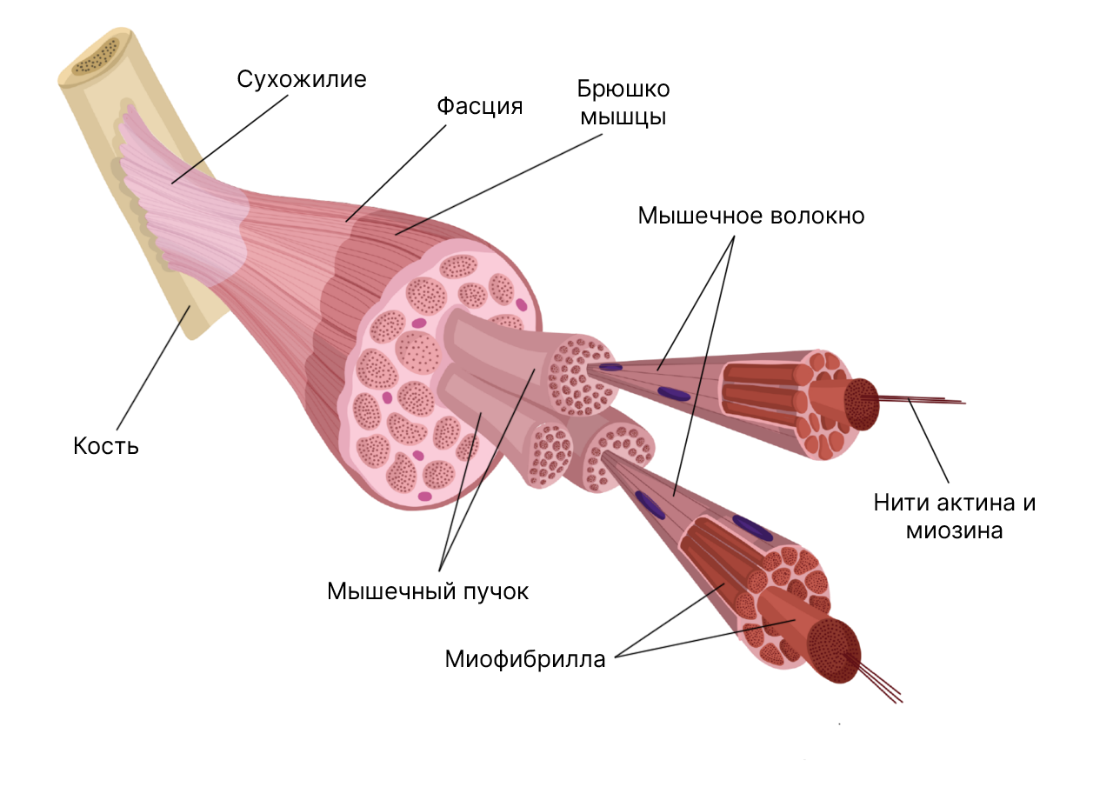 Сухожилие
Фасция
Брюшко
мышцы
Мышечное волокно
Кость
Нити актина и
миозина
Мышечный пучок
Миофибрилла